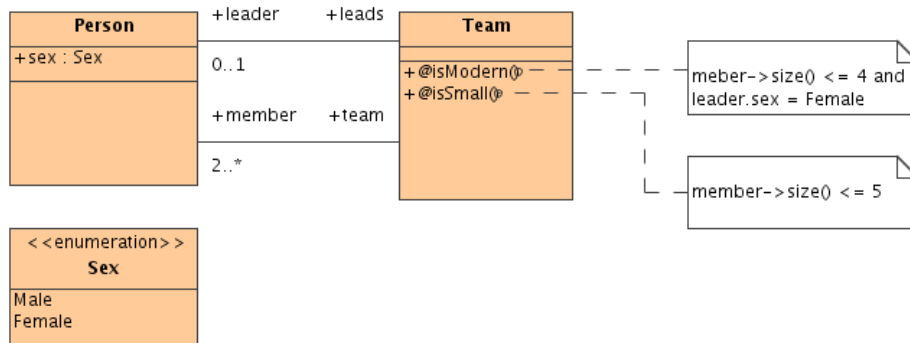 Person
+sex : Sex
+leader +leads
0..1
+member +team
2..*
Team
+@isModern()
+@isSmall()
meber->size() <= 4 and
leader.sex = Female
member->size() <= 5
<<enumeration>>
Sex
Male
Female